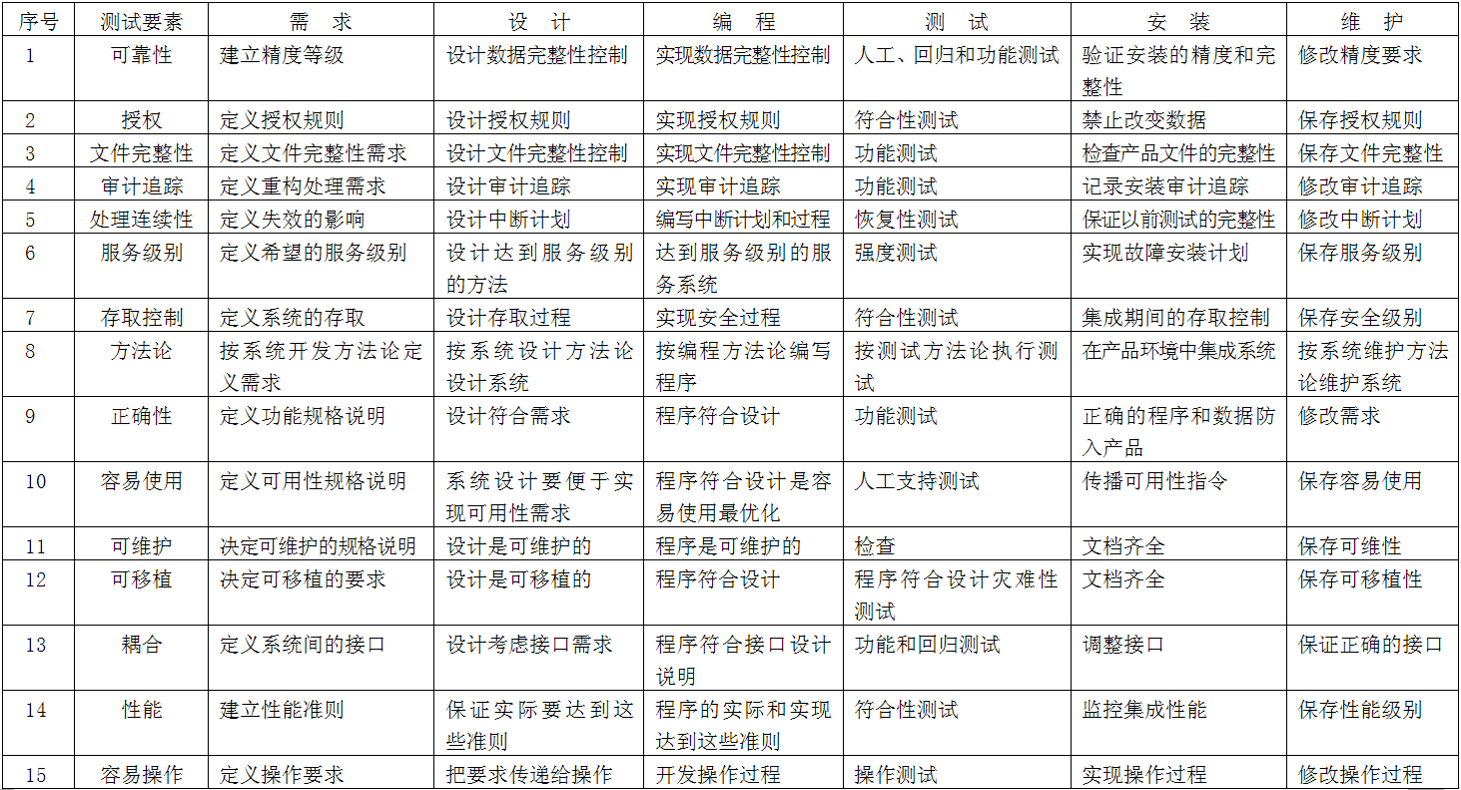 序号 测试要素 需 求 设 计 编 程 测 试 安 装 维 护
1 可靠性 建立精度等级 设计数据完整性控制 实现数据完整性控制 人工、回归和功能测试 验证安装的精度和完 修改精度要求
整性
2 授权 定义授权规则 设计授权规则 实现授权规则 符合性测试 禁止改变数据 保存授权规则
3 文件完整性 定义文件完整性需求 设计文件完整性控制 实现文件完整性控制 功能测试 检查产品文件的完整性 保存文件完整性
4 审计追踪 定义重构处理需求 设计审计追踪 实现审计追踪 功能测试 记录安装审计追踪 修改审计追踪
5 处理连续性 定义失效的影响 设计中断计划 编写中断计划和过程 恢复性测试 保证以前测试的完整性 修改中断计划
6 服务级别 定义希望的服务级别 设计达到服务级别 达到服务级别的服 强度测试 实现故障安装计划 保存服务级别
的方法 务系统
7 存取控制 定义系统的存取 设计存取过程 实现安全过程 符合性测试 集成期间的存取控制 保存安全级别
8 方法论 按系统开发方法论定 按系统设计方法论 按编程方法论编写 按测试方法论执行测 在产品环境中集成系统 按系统维护方法
义需求 设计系统 程序 试 论维护系统
9 正确性 定义功能规格说明 设计符合需求 程序符合设计 功能测试 正确的程序和数据防 修改需求
入产品
10 容易使用 定义可用性规格说明 系统设计要便于实 程序符合设计是容 人工支持测试 传播可用性指令 保存容易使用
现可用性需求 易使用最优化
11 可维护 决定可维护的规格说明 设计是可维护的 程序是可维护的 检查 文档齐全 保存可维性
12 可移植 决定可移植的要求 设计是可移植的 程序符合设计 程序符合设计灾难性 文档齐全 保存可移植性
测试
13 耦合 定义系统间的接口 设计考虑接口需求 程序符合接口设计 功能和回归测试 调整接口 保证正确的接口
说明
14 性能 建立性能准则 保证实际要达到这 程序的实际和实现 符合性测试 监控集成性能 保存性能级别
些准则 达到这些准则
15 容易操作 定义操作要求 把要求传递给操作 开发操作过程 操作测试 实现操作过程 修改操作过程